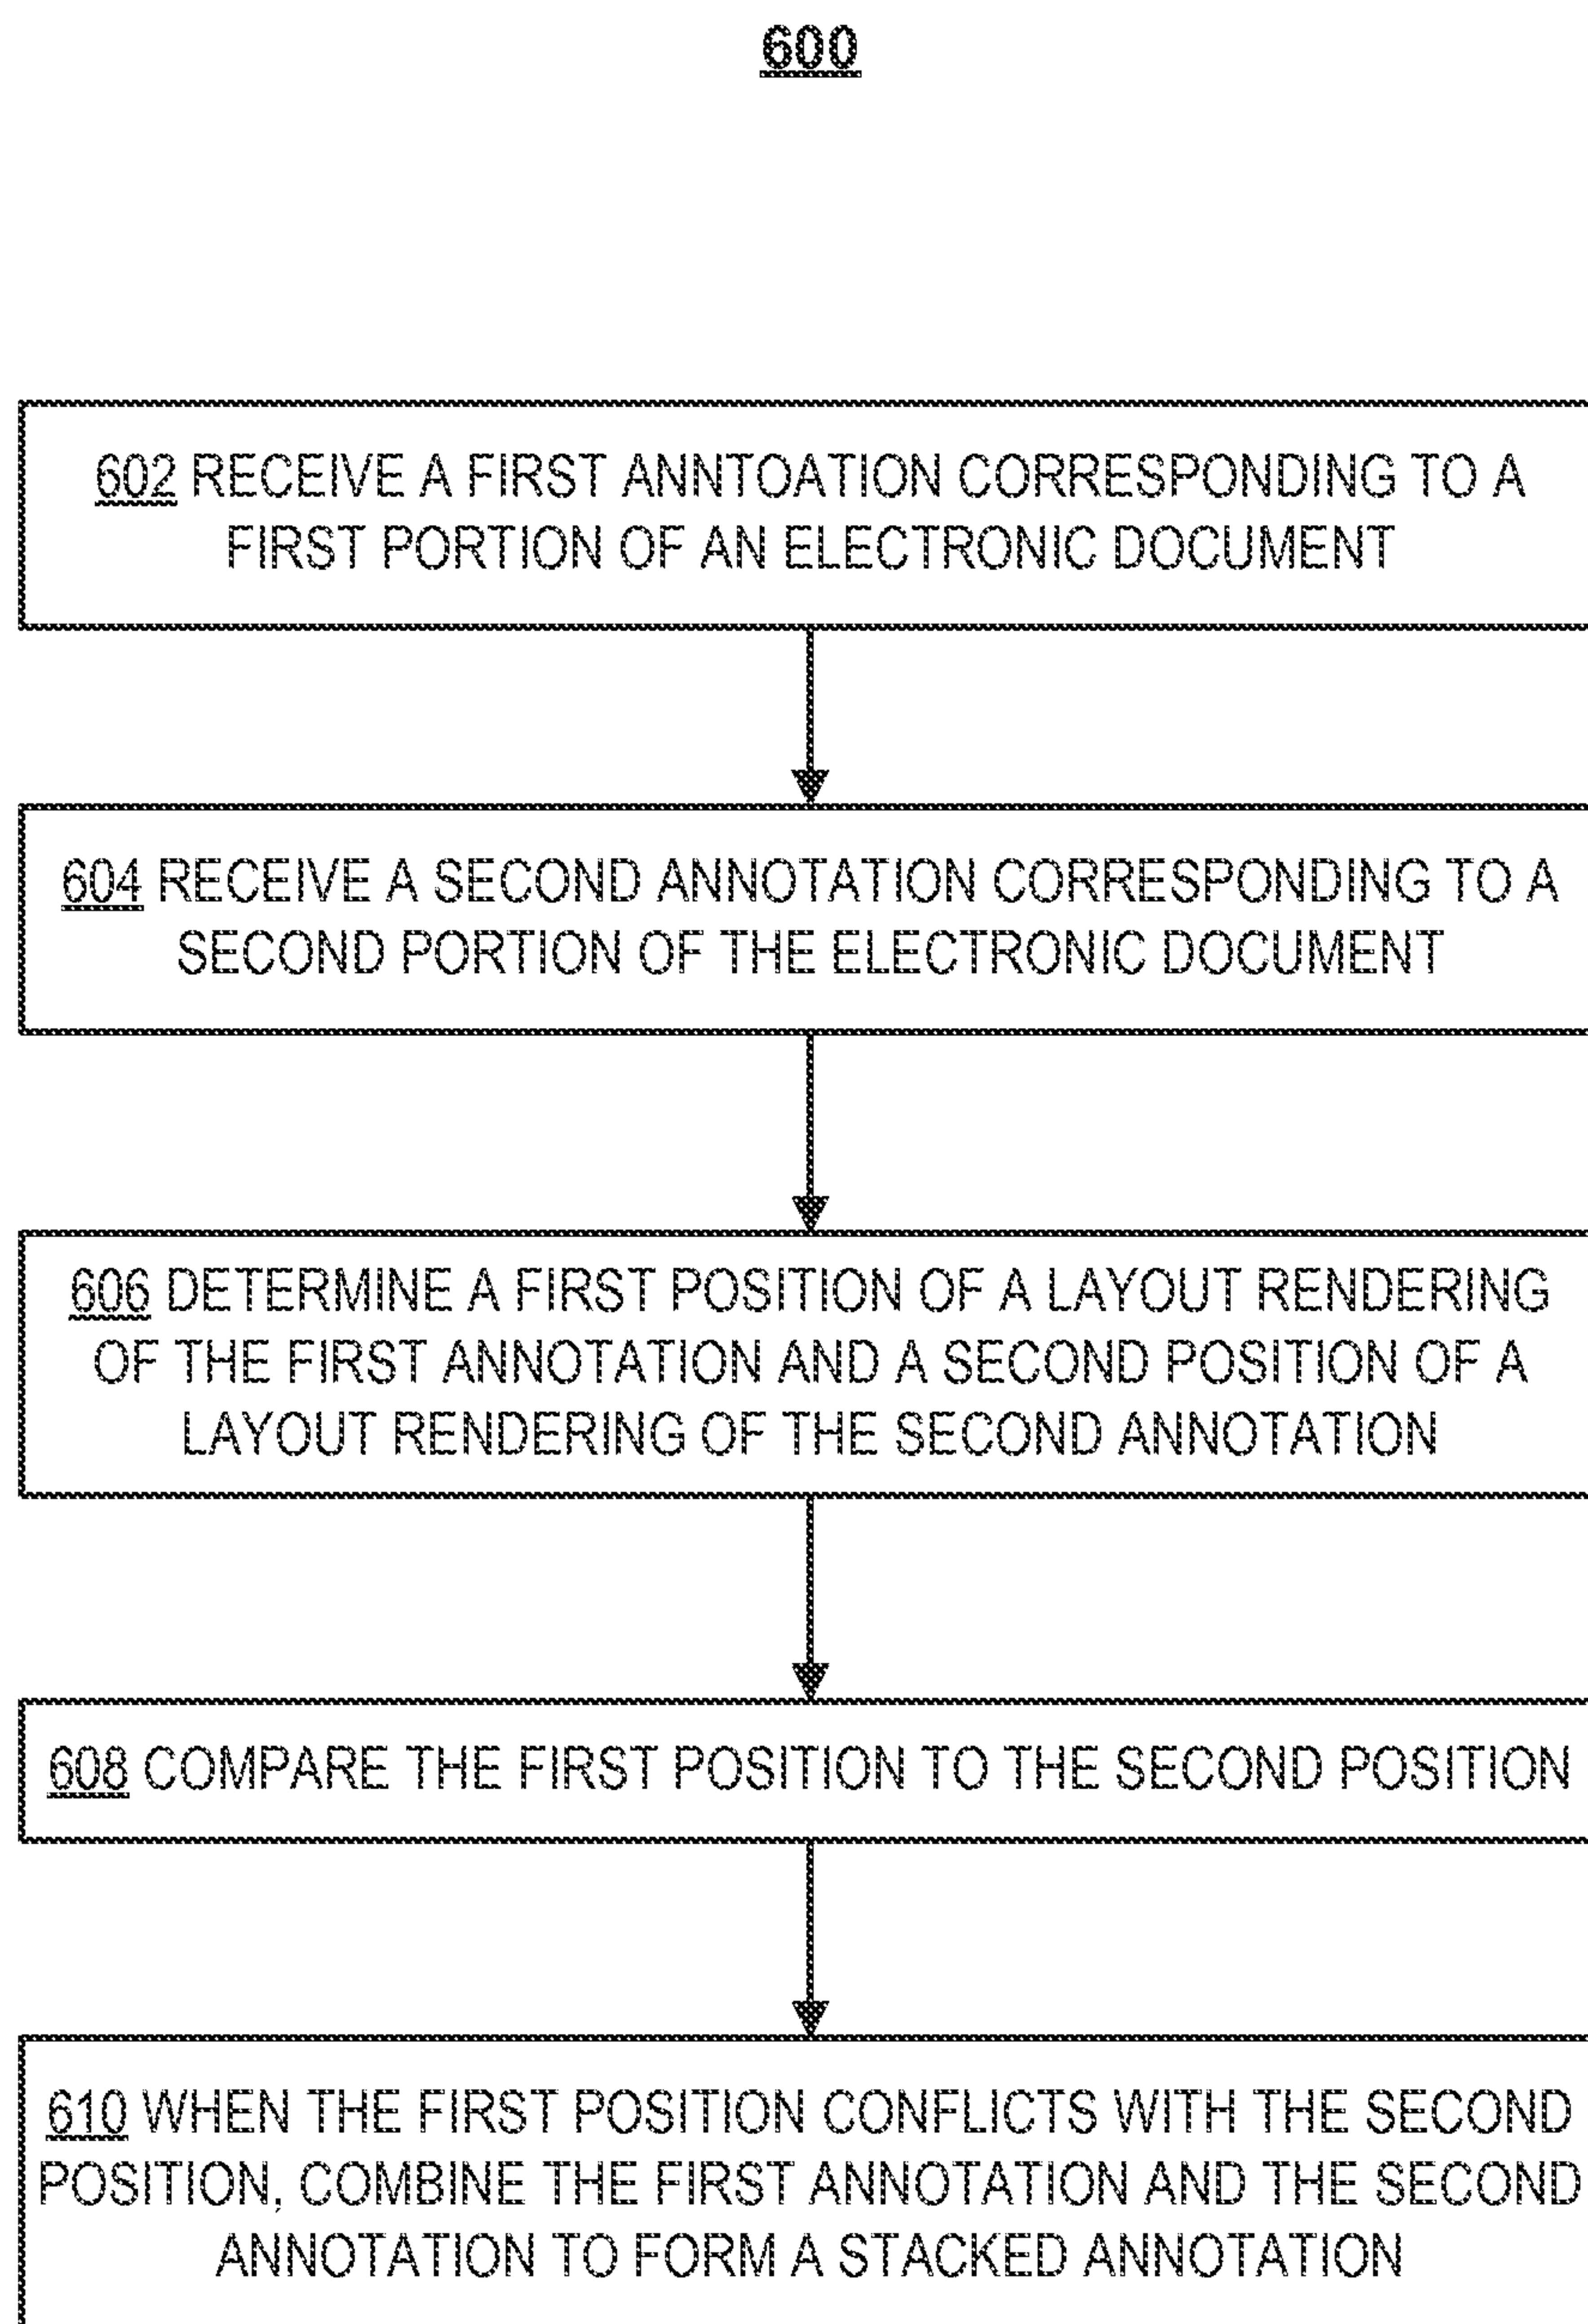 600
602 RECEIVE A FIRST ANNTOATION CORRESPONDING TO A
FIRST PORTION OF AN ELECTRONIC DOCUMENT
604 RECEIVE A SECOND ANNOTATION CORRESPONDING TO A
SECOND PORTION OF THE ELECTRONIC DOCUMENT
606 DETERMINE A FIRST POSITION OF A LAYOUT RENDERING
OF THE FIRST ANNOTATION AND A SECOND POSITION OF A
LAYOUT RENDERING OF THE SECOND ANNOTATION
608 COMPARE THE FIRST POSITION TO THE SECOND POSITION
610 WHEN THE FIRST POSITION CONFLICTS WITH THE SECOND
POSITION, COMBINE THE FIRST ANNOTATION AND THE SECOND
ANNOTATION TO FORM A STACKED ANNOTATION